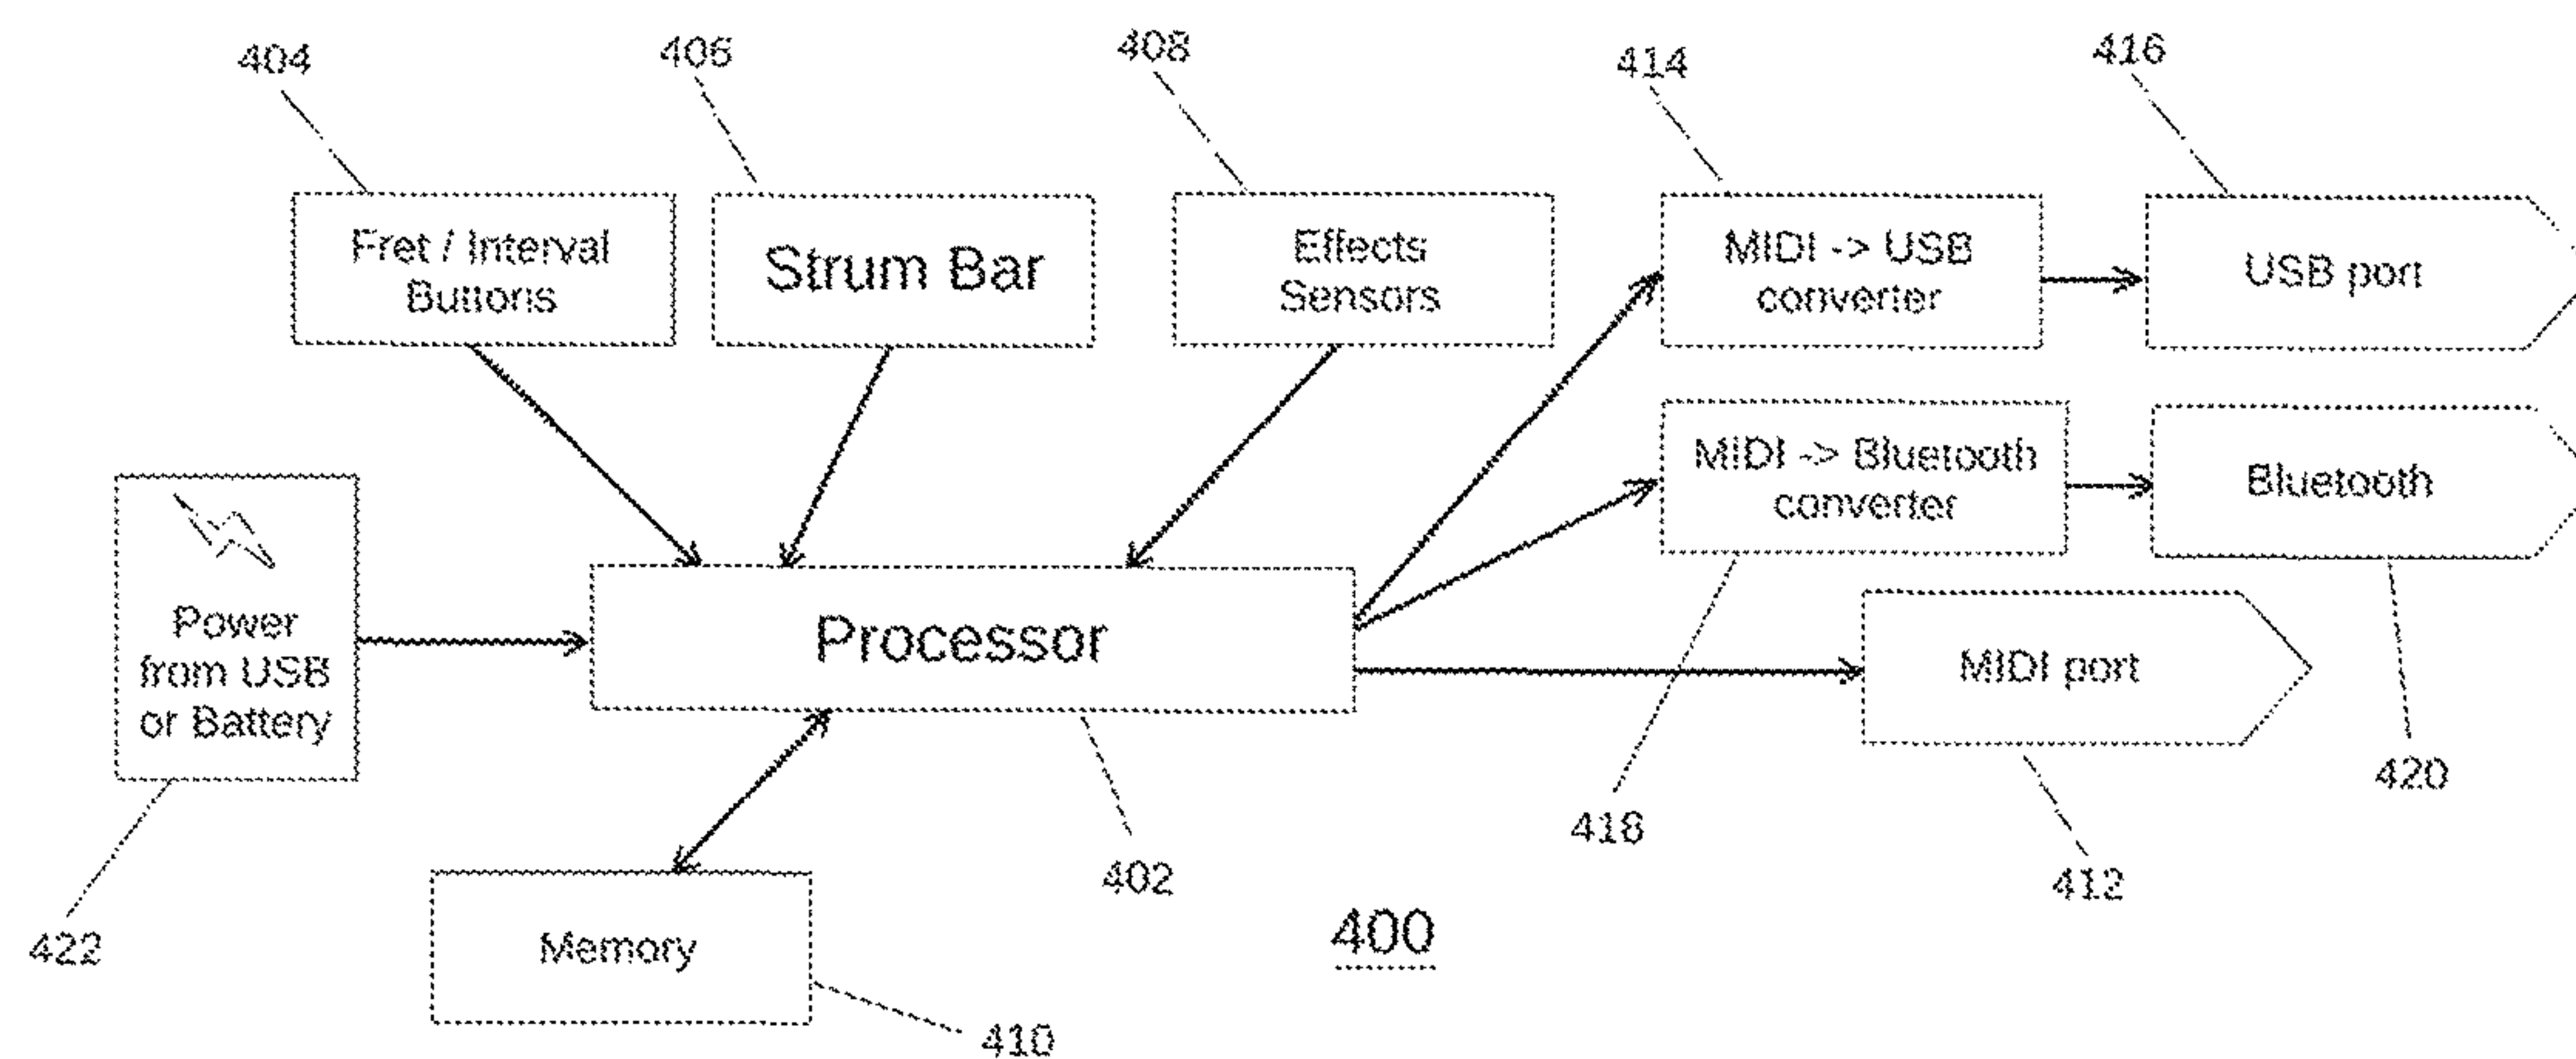 404
406
408
414
416
Fret / Interval
Buttons
Strum Bar
Effects
Sensors
MIDI -> USB
converter
USB port
MIDI -> Bluetooth
converter
Bluetooth
Power
from USB
or Battery
Processor
MIDI port
420
418
412
402
422
Memory
400
410